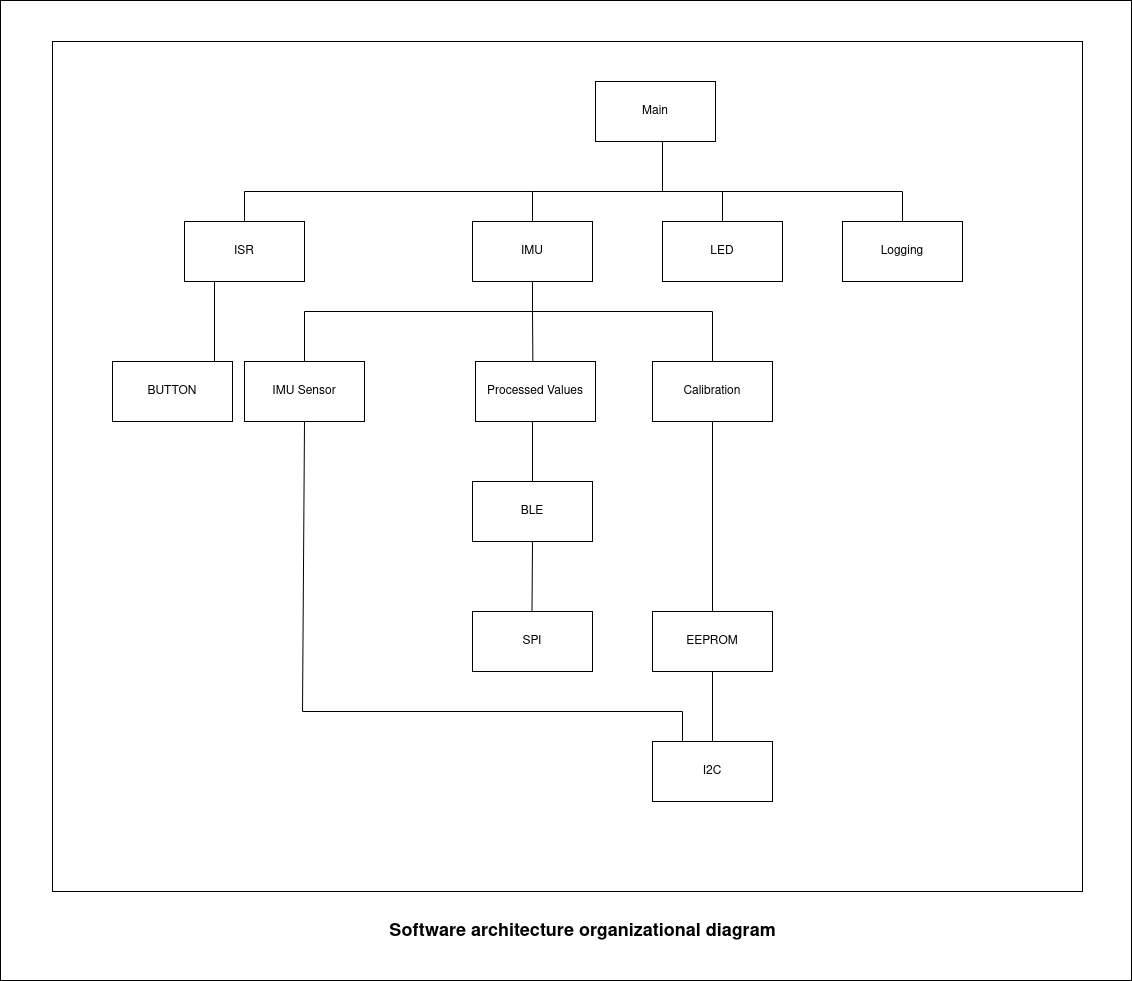 Main
ISR
IMU
LED
Logging
BUTTON
IMU Sensor
Processed Values
Calibration
BLE
SPI
EEPROM
I2C
Software architecture organizational diagram